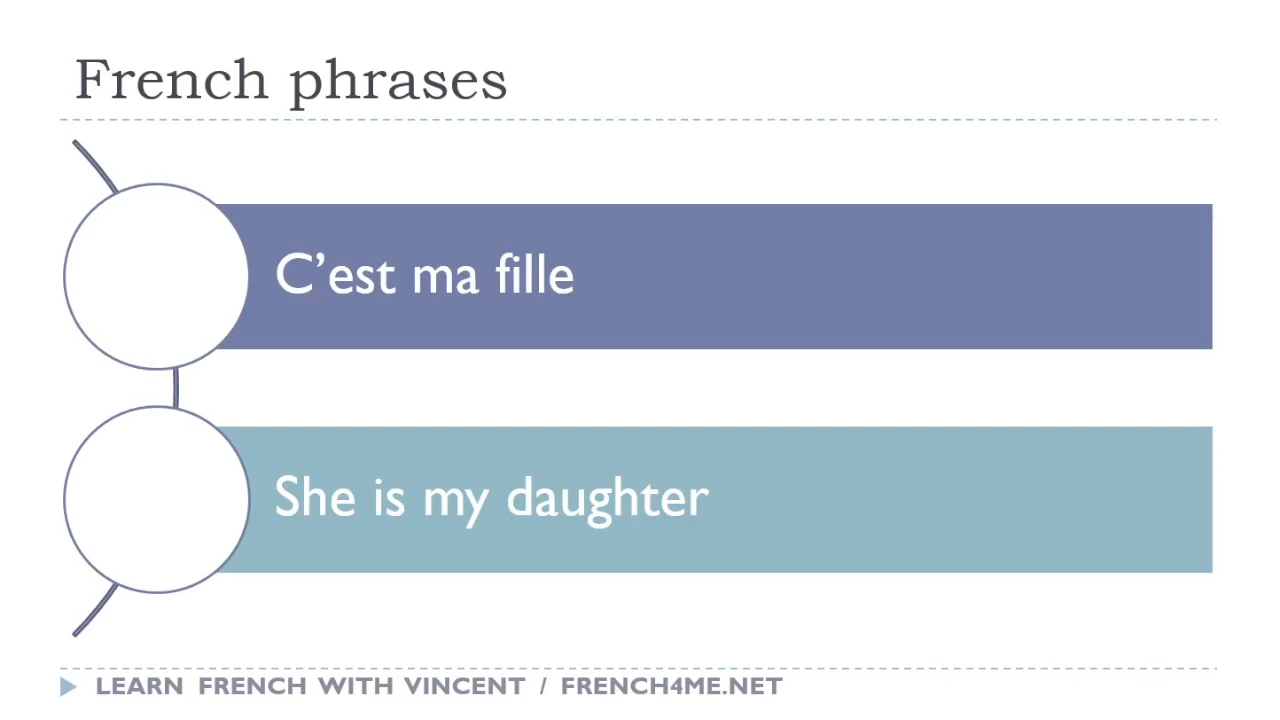 French phrases
C’est ma fille
She is my daughter
LEARN FRENCH WITH VINCENT / FRENCH4ME.NET